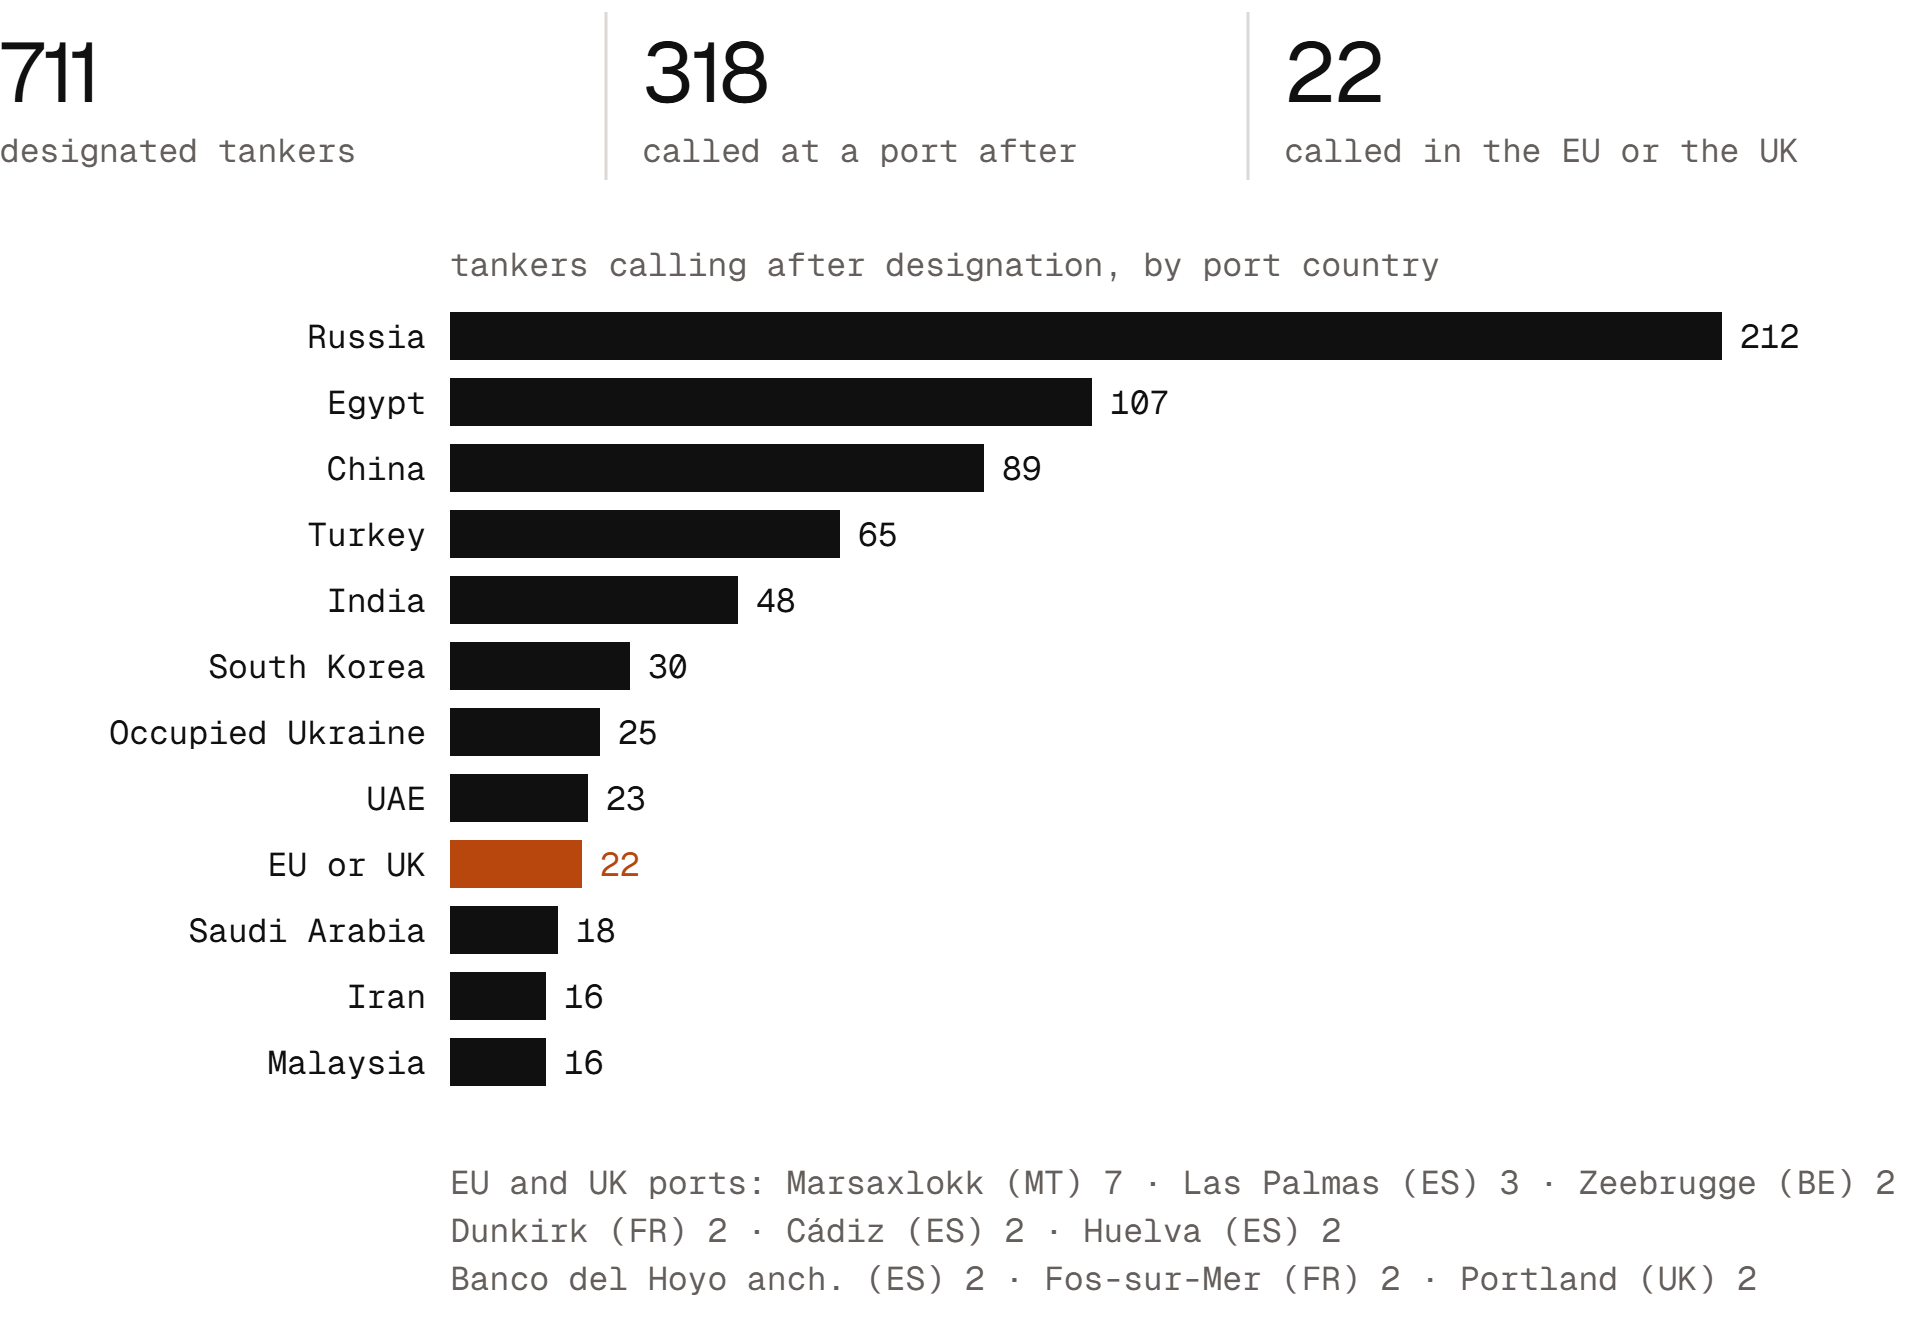 711
designated tankers
318
called at a port after
22
called in the EU or the UK
tankers calling after designation, by port country
Russia 212
Egypt 107
China 89
Turkey 65
India 48
South Korea 30
Occupied Ukraine 25
UAE 23
EU or UK 22
Saudi Arabia 18
Iran 16
Malaysia 16
EU and UK ports: Marsaxlokk (MT) 7 · Las Palmas (ES) 3 · Zeebrugge (BE) 2
Dunkirk (FR) 2 · Cádiz (ES) 2 · Huelva (ES) 2
Banco del Hoyo anch. (ES) 2 · Fos-sur-Mer (FR) 2 · Portland (UK) 2